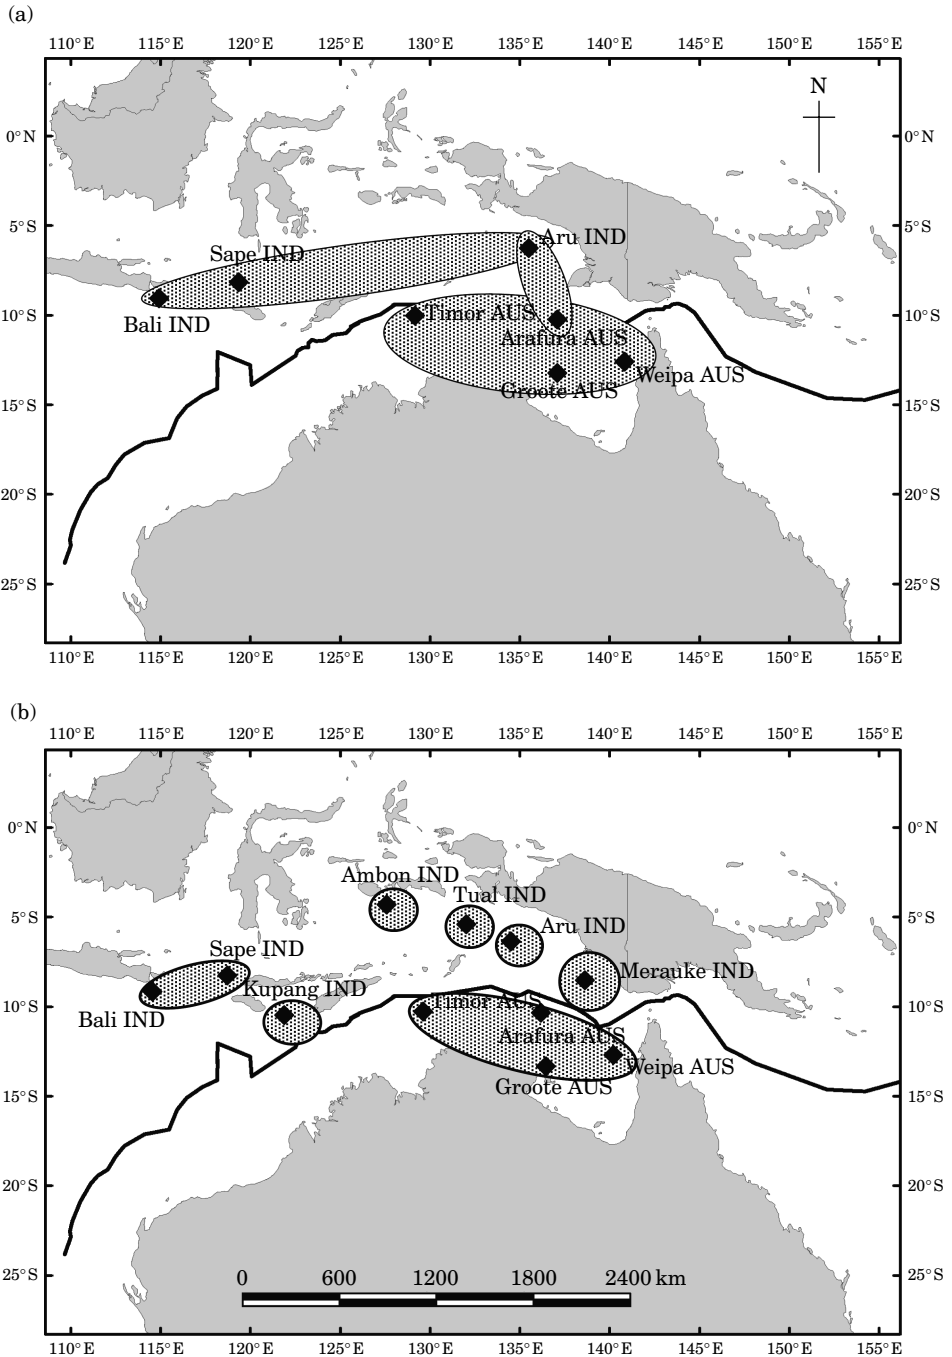 (a)
110°E 115°E 120°E 125°E 130°E 135°E 140°E 145°E 150°E 155°E
N
0°N 0°N
5°S 5°S
Aru IND
Sape IND
Bali IND
10°S 10°S
Timor AUS
Arafura AUS
Weipa AUS
Groote AUS
15°S 15°S
20°S 20°S
25°S 25°S
110°E 115°E 120°E 125°E 130°E 135°E 140°E 145°E 150°E 155°E
(b)
110°E 115°E 120°E 125°E 130°E 135°E 140°E 145°E 150°E 155°E
0°N 0°N
Ambon IND
Tual IND
5°S 5°S
Aru IND
Sape IND
Merauke IND
Kupang IND
Timor AUS
10°S 10°S
Bali IND
Arafura AUS
Weipa AUS
Groote AUS
15°S 15°S
20°S 20°S
25°S 25°S
0 600 1200 1800 2400 km
110°E 115°E 120°E 125°E 130°E 135°E 140°E 145°E 150°E 155°E